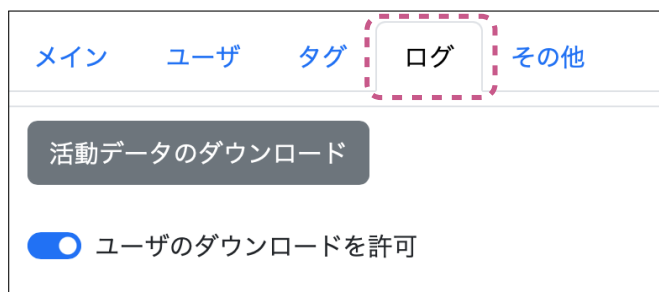 メイン ユーザ タグ ログ その他
活動データのダウンロード
ユーザのダウンロードを許可